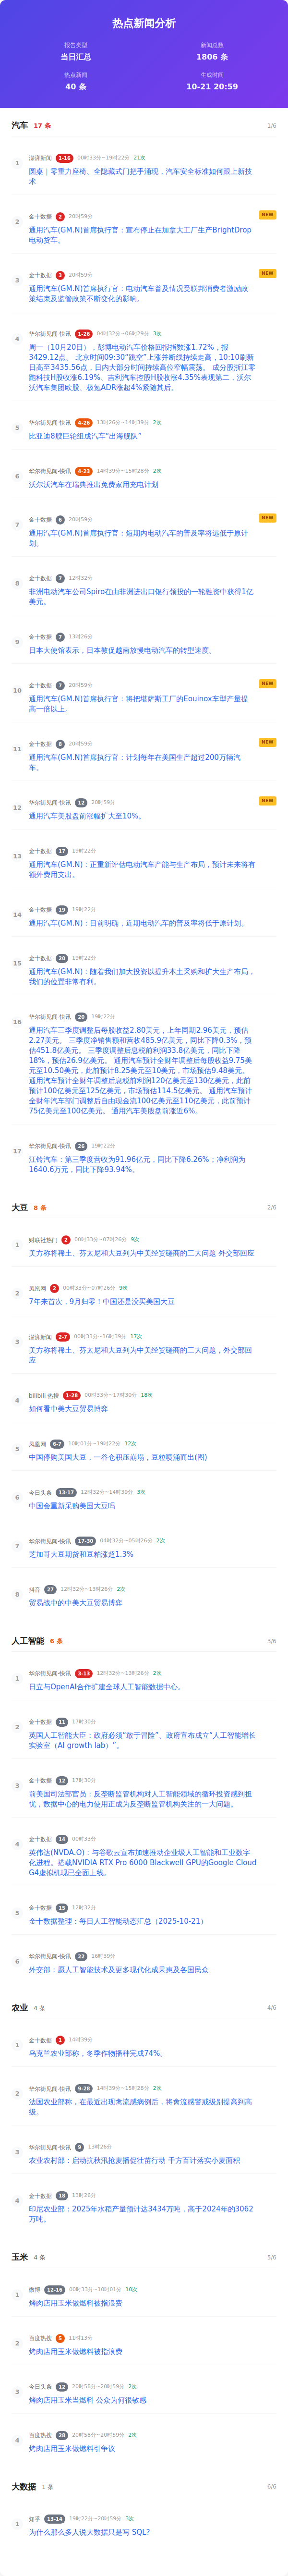 热点新闻分析
报告类型
当日汇总
新闻总数
1806 条
热点新闻
40 条
生成时间
10-21 20:59
汽车 17 条 1/6
1
澎湃新闻 1-16 00时33分~19时22分 21次
圆桌｜零重力座椅、全隐藏式门把手涌现，汽车安全标准如何跟上新技
术
2
金十数据 2 20时59分 NEW
通用汽车(GM.N)首席执行官：宣布停止在加拿大工厂生产BrightDrop
电动货车。
3
金十数据 3 20时59分 NEW
通用汽车(GM.N)首席执行官：电动汽车普及情况受联邦消费者激励政
策结束及监管政策不断变化的影响。
4
华尔街见闻-快讯 1-26 04时32分~06时29分 3次
周一（10月20日），彭博电动汽车价格回报指数涨1.72%，报
3429.12点。 北京时间09:30“跳空”上涨并断线持续走高，10:10刷新
日高至3435.56点，日内大部分时间持续高位窄幅震荡。 成分股浙江零
跑科技H股收涨6.19%、吉利汽车控股H股收涨4.35%表现第二，沃尔
沃汽车集团欧股、极氪ADR涨超4%紧随其后。
5
华尔街见闻-快讯 4-26 13时26分~14时39分 2次
比亚迪8艘巨轮组成汽车“出海舰队”
6
华尔街见闻-快讯 4-23 14时39分~15时28分 2次
沃尔沃汽车在瑞典推出免费家用充电计划
7
金十数据 6 20时59分 NEW
通用汽车(GM.N)首席执行官：短期内电动汽车的普及率将远低于原计
划。
8
金十数据 7 12时32分
非洲电动汽车公司Spiro在由非洲进出口银行领投的一轮融资中获得1亿
美元。
9
金十数据 7 13时26分
日本大使馆表示，日本敦促越南放慢电动汽车的转型速度。
10
金十数据 7 20时59分 NEW
通用汽车(GM.N)首席执行官：将把堪萨斯工厂的Eouinox车型产量提
高一倍以上。
11
金十数据 8 20时59分 NEW
通用汽车(GM.N)首席执行官：计划每年在美国生产超过200万辆汽
车。
12
华尔街见闻-快讯 12 20时59分 NEW
通用汽车美股盘前涨幅扩大至10%。
13
金十数据 17 19时22分
通用汽车(GM.N)：正重新评估电动汽车产能与生产布局，预计未来将有
额外费用支出。
14
金十数据 19 19时22分
通用汽车(GM.N)：目前明确，近期电动汽车的普及率将低于原计划。
15
金十数据 20 19时22分
通用汽车(GM.N)：随着我们加大投资以提升本土采购和扩大生产布局，
我们的位置非常有利。
16
华尔街见闻-快讯 20 19时22分
通用汽车三季度调整后每股收益2.80美元，上年同期2.96美元，预估
2.27美元。 三季度净销售额和营收485.9亿美元，同比下降0.3%，预
估451.8亿美元。 三季度调整后息税前利润33.8亿美元，同比下降
18%，预估26.9亿美元。 通用汽车预计全年调整后每股收益9.75美
元至10.50美元，此前预计8.25美元至10美元，市场预估9.48美元。
通用汽车预计全年调整后息税前利润120亿美元至130亿美元，此前
预计100亿美元至125亿美元，市场预估114.5亿美元。 通用汽车预计
全年汽车部门调整后自由现金流100亿美元至110亿美元，此前预计
75亿美元至100亿美元。 通用汽车美股盘前涨近6%。
17
华尔街见闻-快讯 26 19时22分
江铃汽车：第三季度营收为91.96亿元，同比下降6.26%；净利润为
1640.6万元，同比下降93.94%。
大豆 8 条 2/6
1
财联社热门 2 00时33分~07时26分 9次
美方称将稀土、芬太尼和大豆列为中美经贸磋商的三大问题 外交部回应
2
凤凰网 2 00时33分~07时26分 9次
7年来首次，9月归零！中国还是没买美国大豆
3
澎湃新闻 2-7 00时33分~16时39分 17次
美方称将稀土、芬太尼和大豆列为中美经贸磋商的三大问题，外交部回
应
4
bilibili 热搜 1-28 00时33分~17时30分 18次
如何看中美大豆贸易博弈
5
凤凰网 6-7 10时01分~19时22分 12次
中国停购美国大豆，一谷仓积压崩塌，豆粒喷涌而出(图)
6
今日头条 13-17 12时32分~14时39分 3次
中国会重新采购美国大豆吗
7
华尔街见闻-快讯 17-30 04时32分~05时26分 2次
芝加哥大豆期货和豆粕涨超1.3%
8
抖音 27 12时32分~13时26分 2次
贸易战中的中美大豆贸易博弈
人工智能 6 条 3/6
1
华尔街见闻-快讯 3-13 12时32分~13时26分 2次
日立与OpenAI合作扩建全球人工智能数据中心。
2
金十数据 11 17时30分
英国人工智能大臣：政府必须“敢于冒险”。政府宣布成立“人工智能增长
实验室（AI growth lab）”。
3
金十数据 12 17时30分
前美国司法部官员：反垄断监管机构对人工智能领域的循环投资感到担
忧，数据中心的电力使用正成为反垄断监管机构关注的一大问题。
4
金十数据 14 00时33分
英伟达(NVDA.O)：与谷歌云宣布加速推动企业级人工智能和工业数字
化进程。搭载NVIDIA RTX Pro 6000 Blackwell GPU的Google Cloud
G4虚拟机现已全面上线。
5
金十数据 15 12时32分
金十数据整理：每日人工智能动态汇总（2025-10-21）
6
华尔街见闻-快讯 22 16时39分
外交部：愿人工智能技术及更多现代化成果惠及各国民众
农业 4 条 4/6
1
金十数据 1 14时39分
乌克兰农业部称，冬季作物播种完成74%。
2
华尔街见闻-快讯 9-28 14时39分~15时28分 2次
法国农业部称，在最近出现禽流感病例后，将禽流感警戒级别提高到高
级。
3
华尔街见闻-快讯 9 13时26分
农业农村部：启动抗秋汛抢麦播促壮苗行动 千方百计落实小麦面积
4
金十数据 18 13时26分
印尼农业部：2025年水稻产量预计达3434万吨，高于2024年的3062
万吨。
玉米 4 条 5/6
1
微博 12-16 00时33分~10时01分 10次
烤肉店用玉米做燃料被指浪费
2
百度热搜 5 11时13分
烤肉店用玉米做燃料被指浪费
3
今日头条 12 20时58分~20时59分 2次
烤肉店用玉米当燃料 公众为何很敏感
4
百度热搜 28 20时58分~20时59分 2次
烤肉店用玉米做燃料引争议
大数据 1 条 6/6
1
知乎 13-14 19时22分~20时59分 3次
为什么那么多人说大数据只是写 SQL?